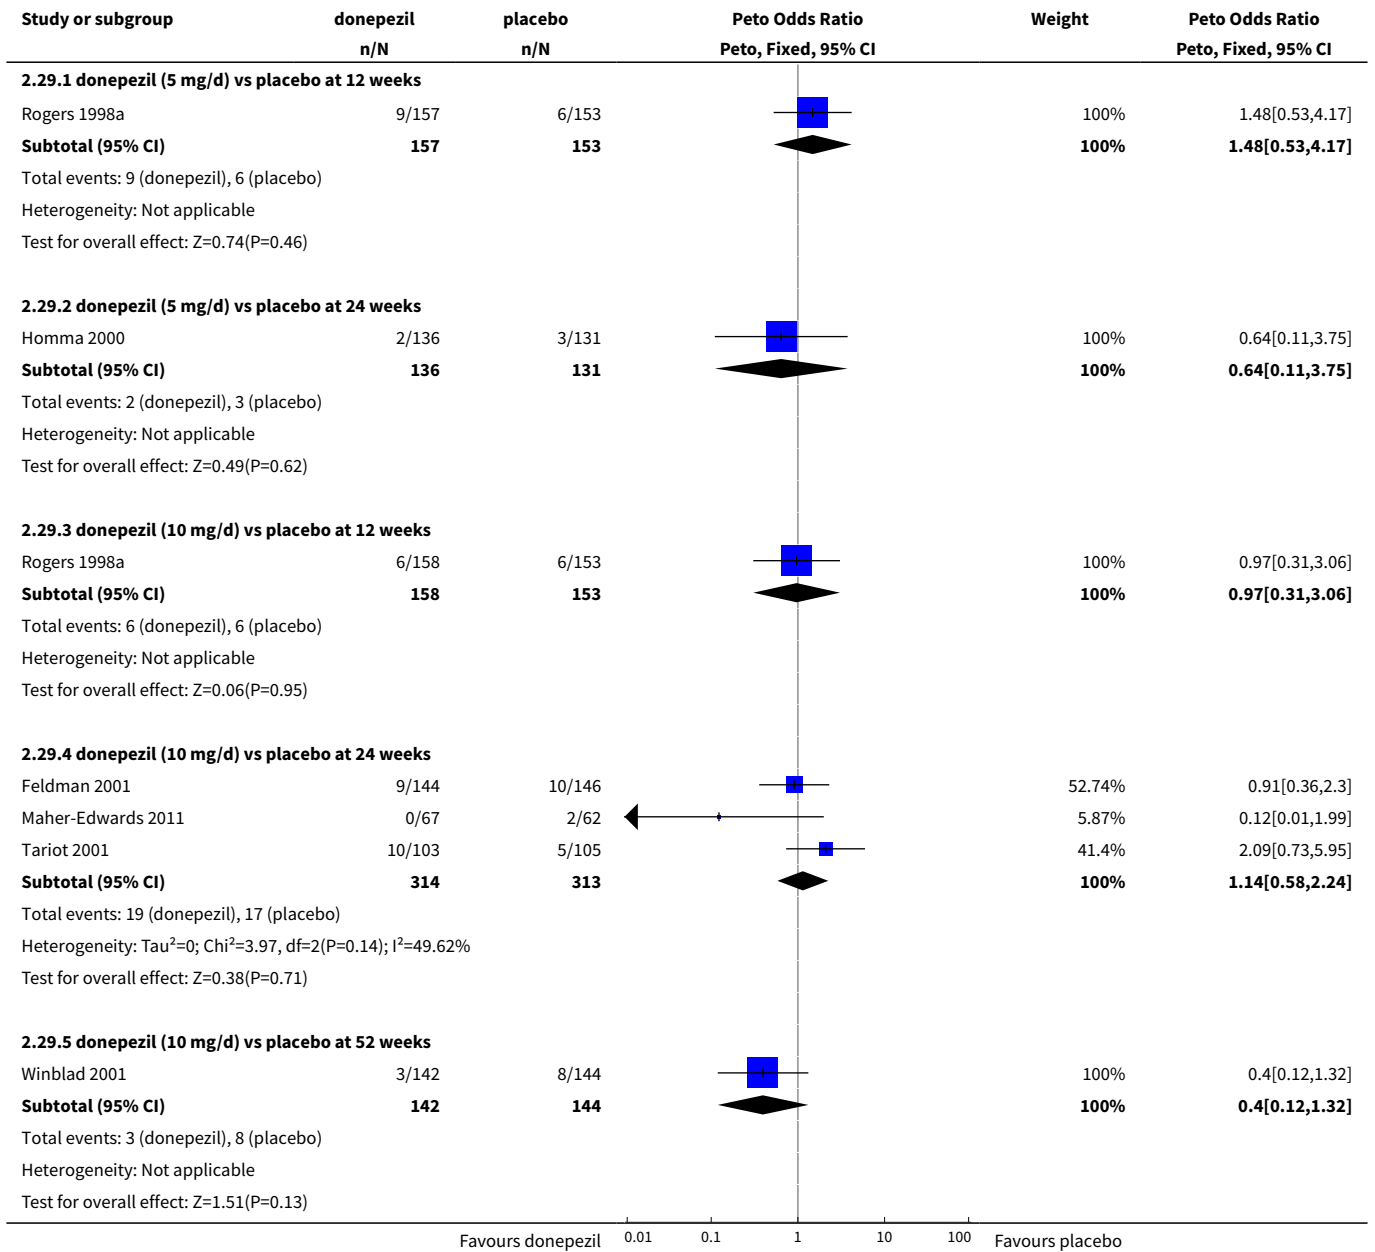 Study or subgroup donepezil placebo Peto Odds Ratio Weight Peto Odds Ratio
n/N n/N Peto, Fixed, 95% CI Peto, Fixed, 95% CI
2.29.1 donepezil (5 mg/d) vs placebo at 12 weeks
Rogers 1998a 9/157 6/153 100% 1.48[0.53,4.17]
Subtotal (95% CI) 157 153 100% 1.48[0.53,4.17]
Total events: 9 (donepezil), 6 (placebo)
Heterogeneity: Not applicable
Test for overall effect: Z=0.74(P=0.46)
2.29.2 donepezil (5 mg/d) vs placebo at 24 weeks
Homma 2000 2/136 3/131 100% 0.64[0.11,3.75]
Subtotal (95% CI) 136 131 100% 0.64[0.11,3.75]
Total events: 2 (donepezil), 3 (placebo)
Heterogeneity: Not applicable
Test for overall effect: Z=0.49(P=0.62)
2.29.3 donepezil (10 mg/d) vs placebo at 12 weeks
Rogers 1998a 6/158 6/153 100% 0.97[0.31,3.06]
Subtotal (95% CI) 158 153 100% 0.97[0.31,3.06]
Total events: 6 (donepezil), 6 (placebo)
Heterogeneity: Not applicable
Test for overall effect: Z=0.06(P=0.95)
2.29.4 donepezil (10 mg/d) vs placebo at 24 weeks
Feldman 2001 9/144 10/146 52.74% 0.91[0.36,2.3]
Maher-Edwards 2011 0/67 2/62 5.87% 0.12[0.01,1.99]
Tariot 2001 10/103 5/105 41.4% 2.09[0.73,5.95]
Subtotal (95% CI) 314 313 100% 1.14[0.58,2.24]
Total events: 19 (donepezil), 17 (placebo)
Heterogeneity: Tau²=0; Chi²=3.97, df=2(P=0.14); I²=49.62%
Test for overall effect: Z=0.38(P=0.71)
2.29.5 donepezil (10 mg/d) vs placebo at 52 weeks
Winblad 2001 3/142 8/144 100% 0.4[0.12,1.32]
Subtotal (95% CI) 142 144 100% 0.4[0.12,1.32]
Total events: 3 (donepezil), 8 (placebo)
Heterogeneity: Not applicable
Test for overall effect: Z=1.51(P=0.13)
Favours donepezil 0.01 0.1 1 10 100 Favours placebo